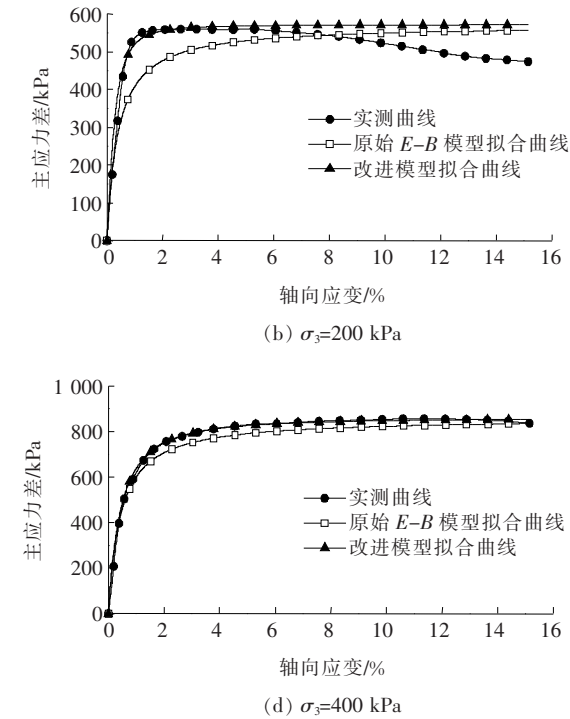 600
500
400
300
200
100
0
主应力差/kPa
实测曲线
原始 E–B 模型拟合曲线
改进模型拟合曲线
0 2 4 6 8 10 12 14 16
轴向应变/%
(b) σ3=200 kPa
1 000
800
600
400
200
0
主应力差/kPa
实测曲线
原始 E–B 模型拟合曲线
改进模型拟合曲线
0 2 4 6 8 10 12 14 16
轴向应变/%
(d) σ3=400 kPa